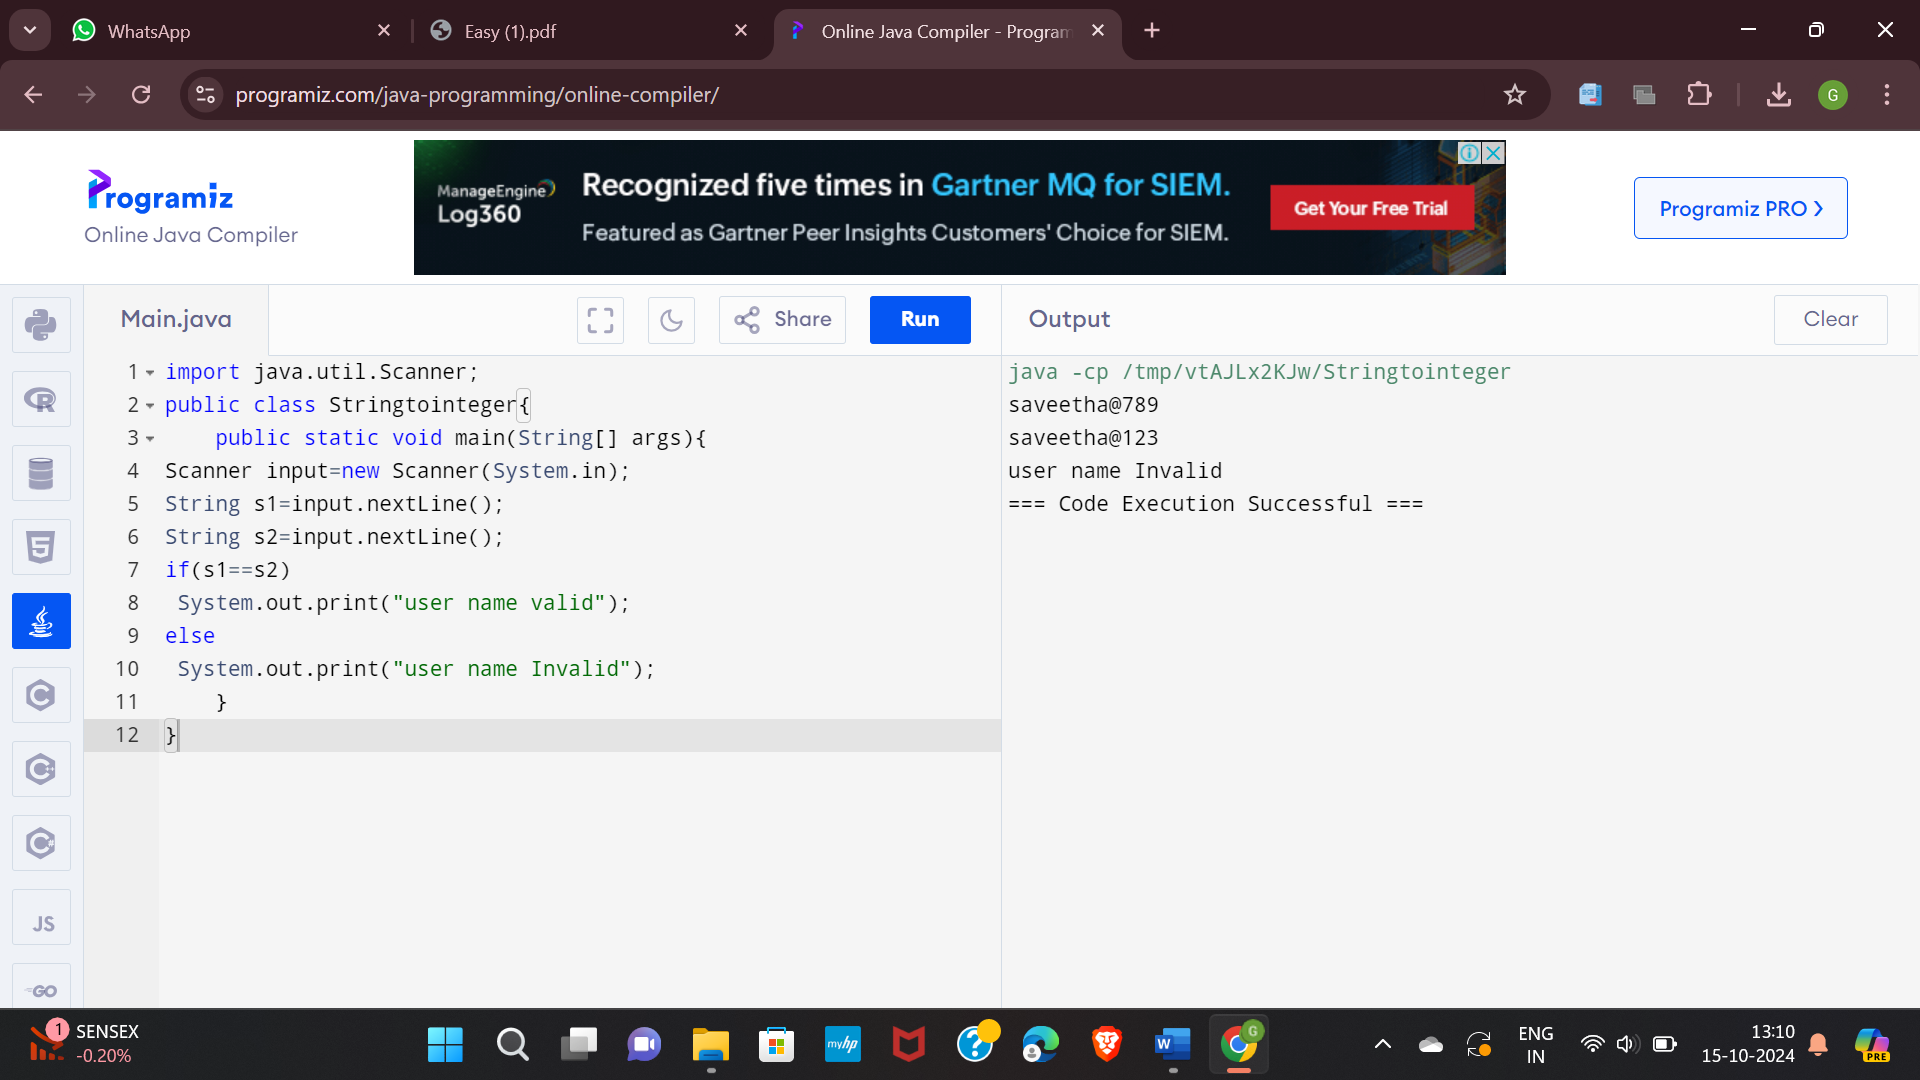 WhatsApp
Easy (1).pdf
Online Java Compiler - Program
programiz.com/java-programming/online-compiler/
G
Programiz
Online Java Compiler
ManageEngine
Log360
Recognized five times in Gartner MQ for SIEM.
Featured as Gartner Peer Insights Customers' Choice for SIEM.
Get Your Free Trial
Programiz PRO
Main.java
Share
Run
Output
Clear
1 import java.util.Scanner;
2 public class Stringtointeger{
3     public static void main(String[] args){
4 Scanner input=new Scanner(System.in);
5 String s1=input.nextLine();
6 String s2=input.nextLine();
7 if(s1==s2)
8  System.out.print("user name valid");
9 else
10  System.out.print("user name Invalid");
11     }
12 }
java -cp /tmp/vtAJLx2KJw/Stringtointeger
saveetha@789
saveetha@123
user name Invalid
=== Code Execution Successful ===
R
5
C
C
C#
JS
GO
1
SENSEX
-0.20%
myhp
?
W
G
ENG
IN
13:10
15-10-2024
PRE